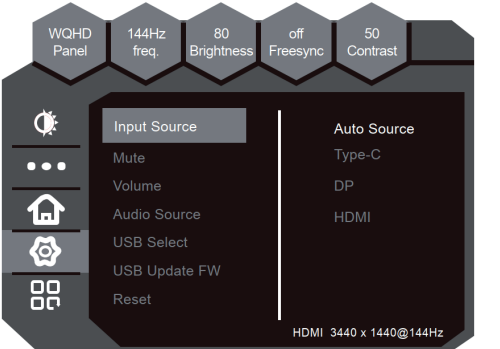 WQHD
Panel
144Hz
freq.
80
Brightness
off
Freesync
50
Contrast
Input Source
Mute
Volume
Audio Source
USB Select
USB Update FW
Reset
Auto Source
Type-C
DP
HDMI
HDMI 3440 x 1440@144Hz